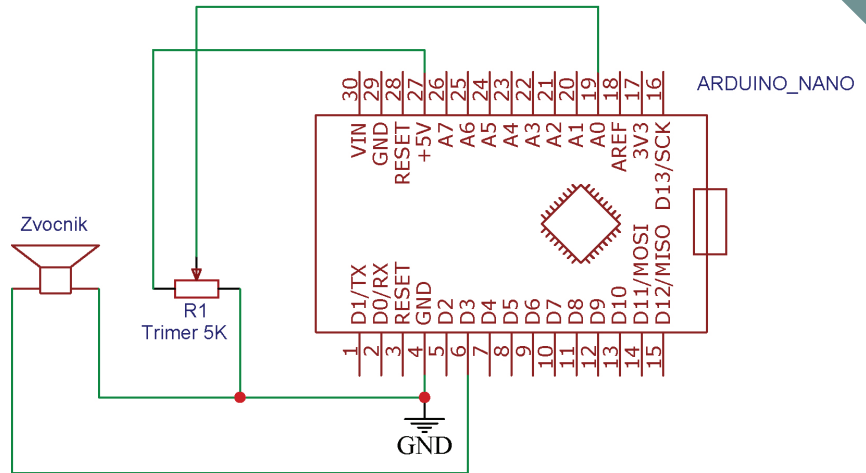 ARDUINO_NANO
30 29 28 27 26 25 24 23 22 21 20 19 18 17 16
VIN GND RESET +5V A7 A6 A5 A4 A3 A2 A1 A0 AREF 3V3 D13/SCK
Zvocnik
R1
Trimer 5K
D1/TX D0/RX RESET GND D2 D3 D4 D5 D6 D7 D8 D9 D10 D11/MOSI D12/MISO
1 2 3 4 5 6 7 8 9 10 11 12 13 14 15
GND